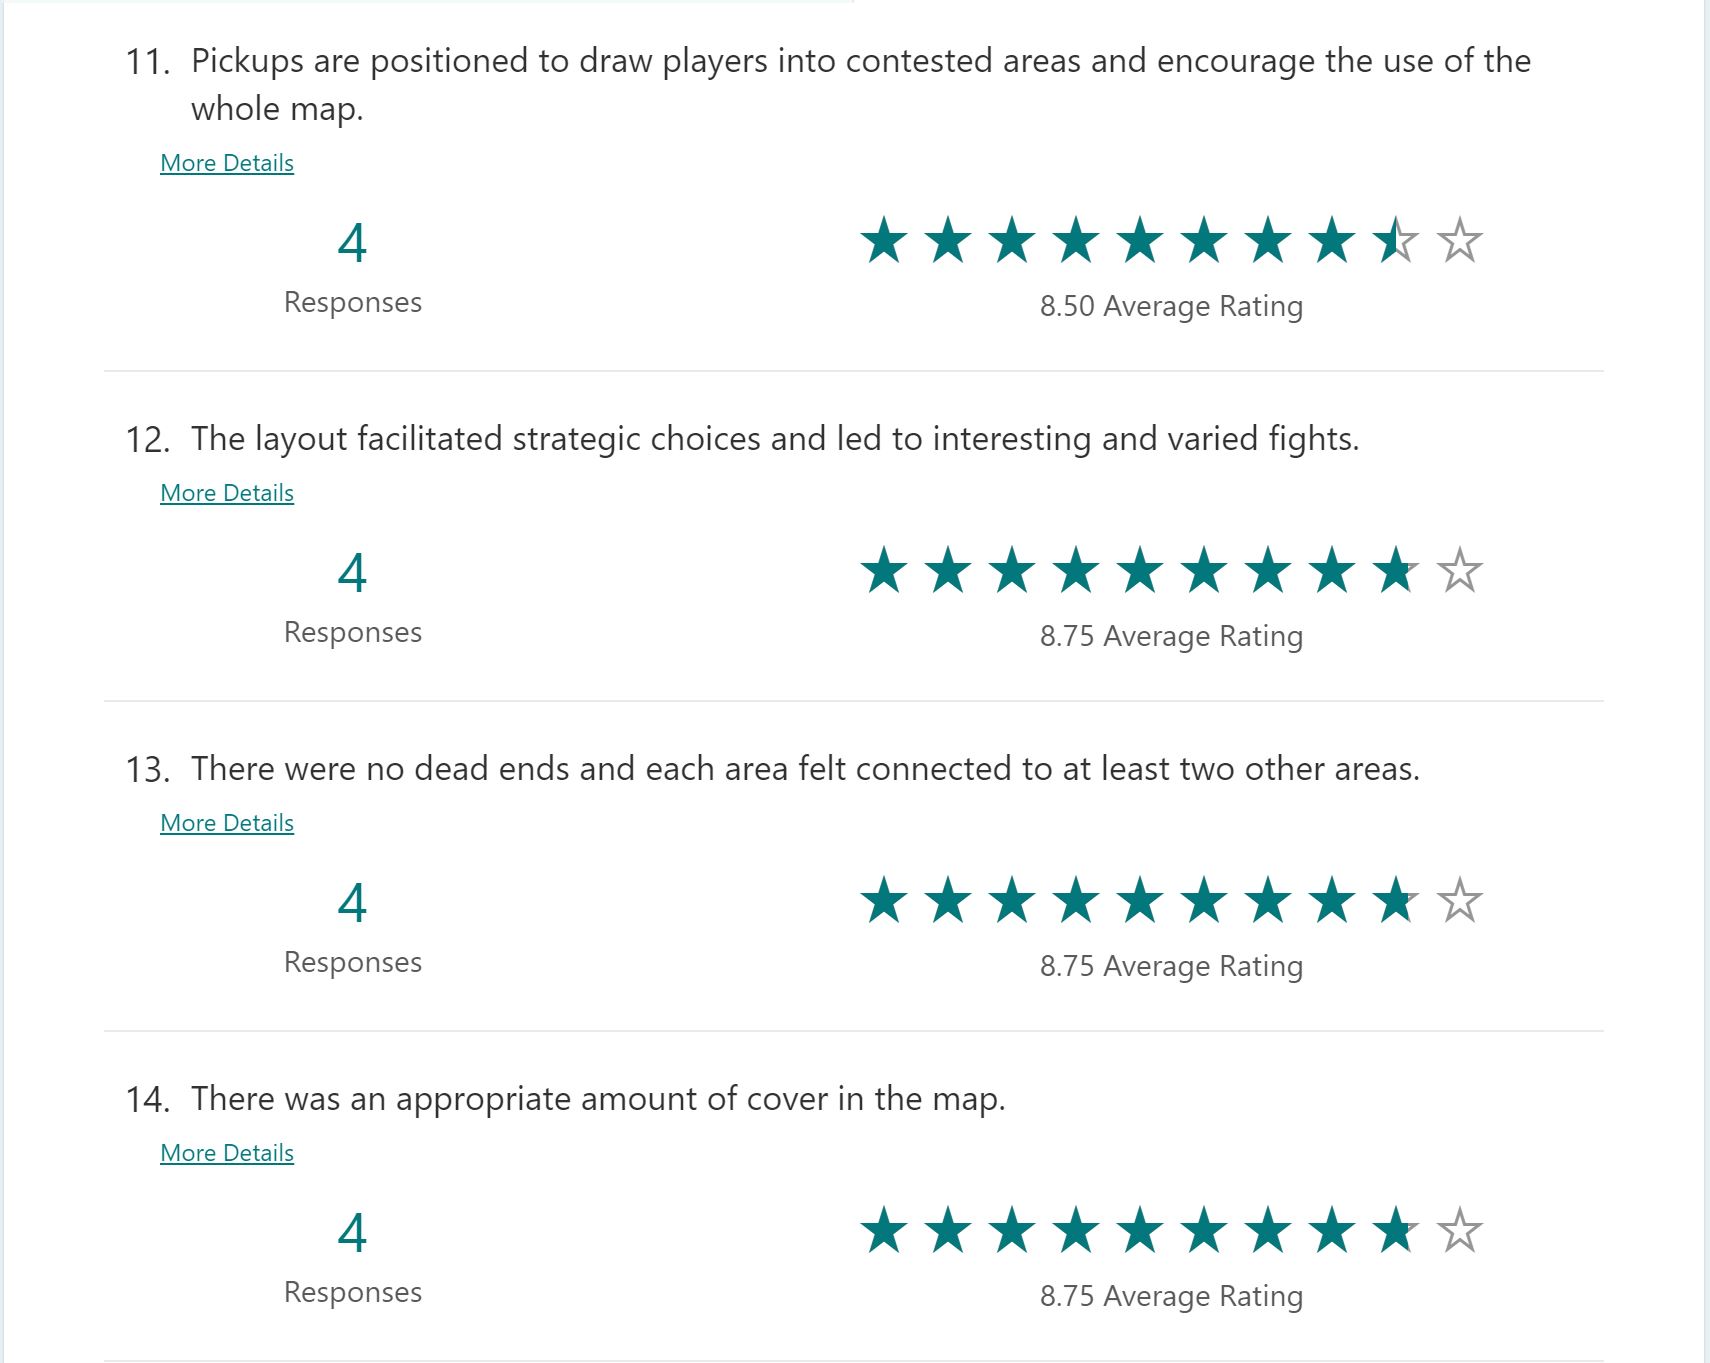 11. Pickups are positioned to draw players into contested areas and encourage the use of the
whole map.
More Details
4
Responses
8.50 Average Rating
12. The layout facilitated strategic choices and led to interesting and varied fights.
More Details
4
Responses
8.75 Average Rating
13. There were no dead ends and each area felt connected to at least two other areas.
More Details
4
Responses
8.75 Average Rating
14. There was an appropriate amount of cover in the map.
More Details
4
Responses
8.75 Average Rating